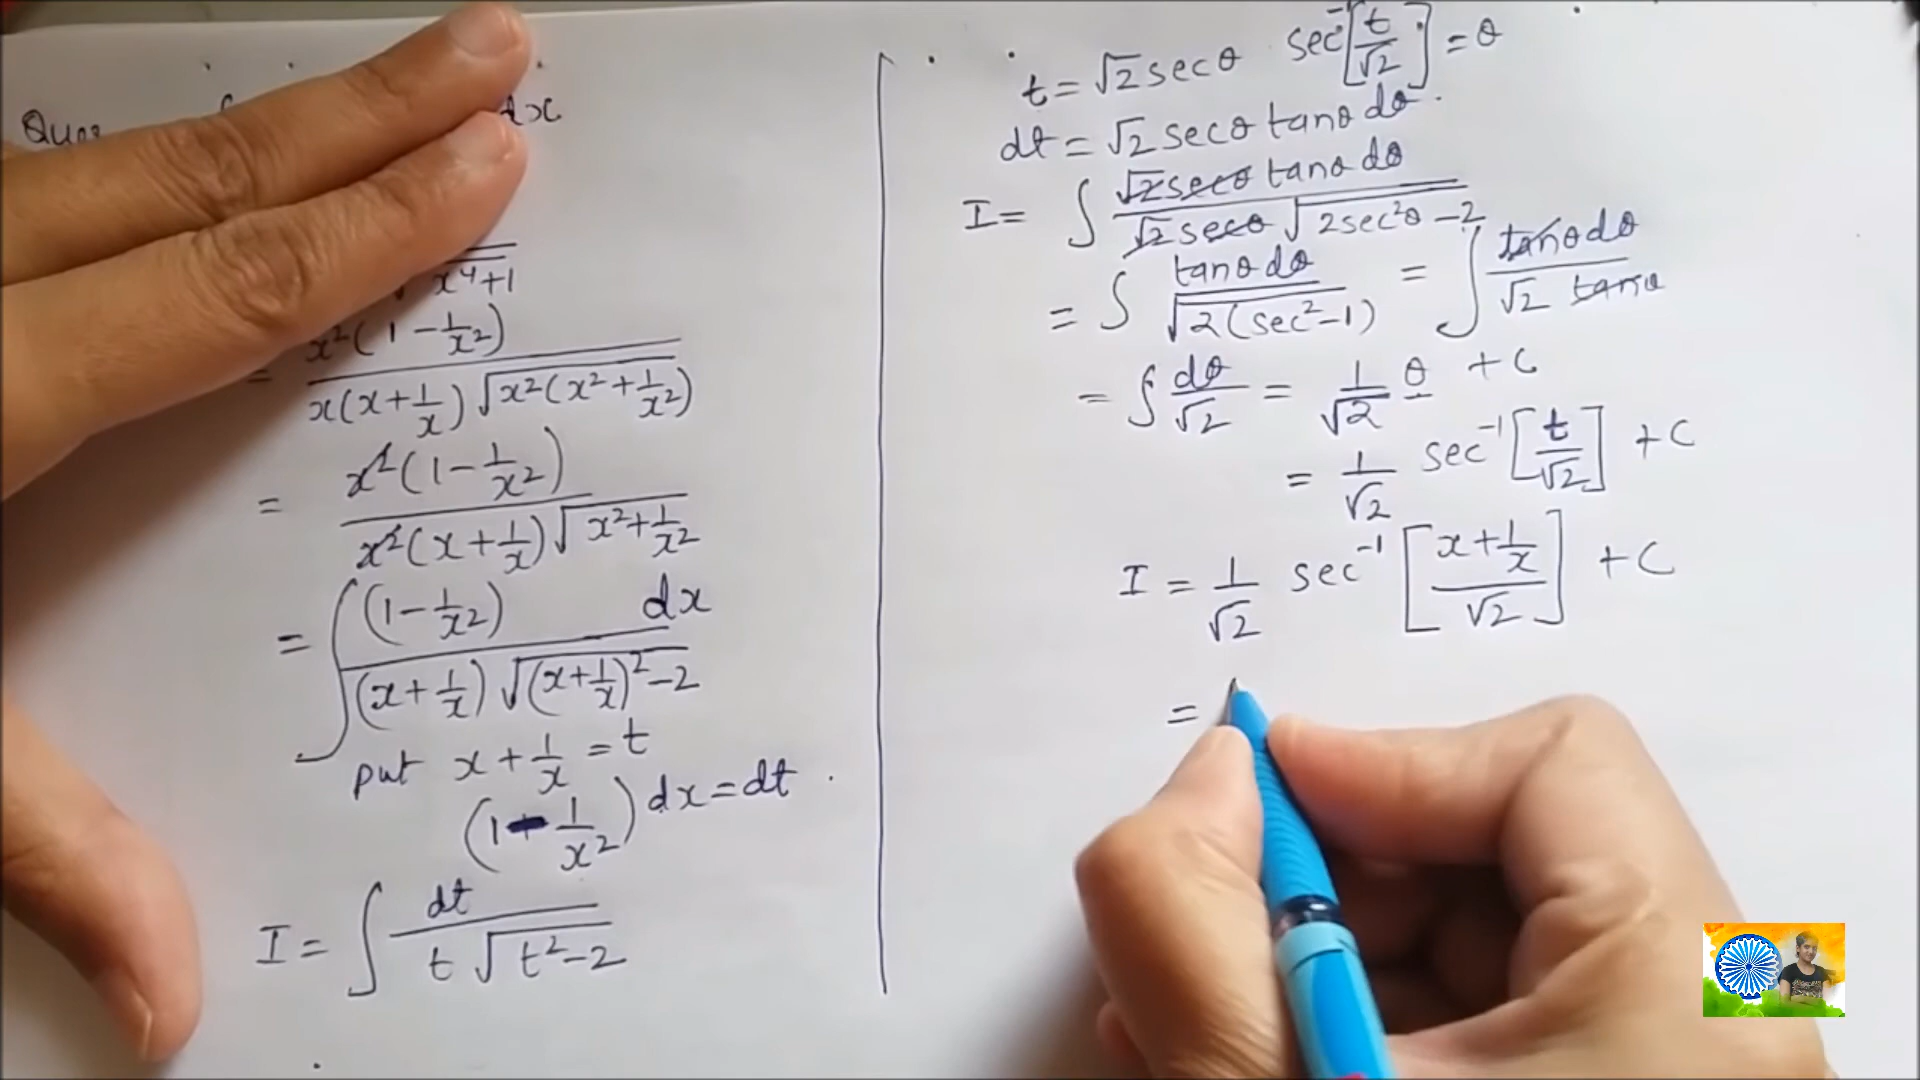 Ques dx
√x⁴+1
= x²(1 - 1/x²) / x(x + 1/x) √x²(x² + 1/x²)
= x²(1 - 1/x²) / x²(x + 1/x) √x² + 1/x²
= ∫ (1 - 1/x²) dx / (x + 1/x) √(x + 1/x)² - 2
put x + 1/x = t
(1 - 1/x²) dx = dt
I = ∫ dt / t √t² - 2
t = √2 secθ sec⁻¹[t/√2] = θ
dt = √2 secθ tanθ dθ
I = ∫ √2 secθ tanθ dθ / √2 secθ √2sec²θ - 2
= ∫ tanθ dθ / √2(sec² - 1) = ∫ tanθ dθ / √2 tanθ
= ∫ dθ/√2 = 1/√2 θ + C
= 1/√2 sec⁻¹[t/√2] + C
I = 1/√2 sec⁻¹[(x + 1/x)/√2] + C
=